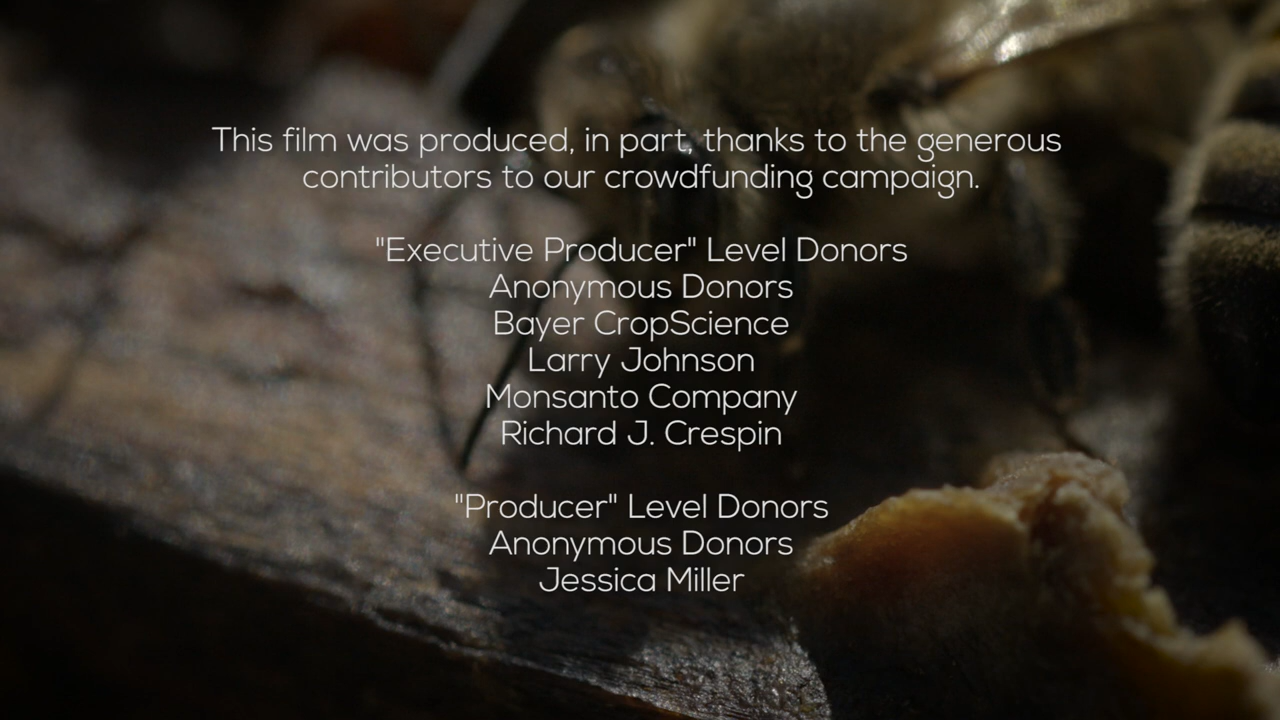 This film was produced, in part, thanks to the generous
contributors to our crowdfunding campaign.
"Executive Producer" Level Donors
Anonymous Donors
Bayer CropScience
Larry Johnson
Monsanto Company
Richard J. Crespin
"Producer" Level Donors
Anonymous Donors
Jessica Miller